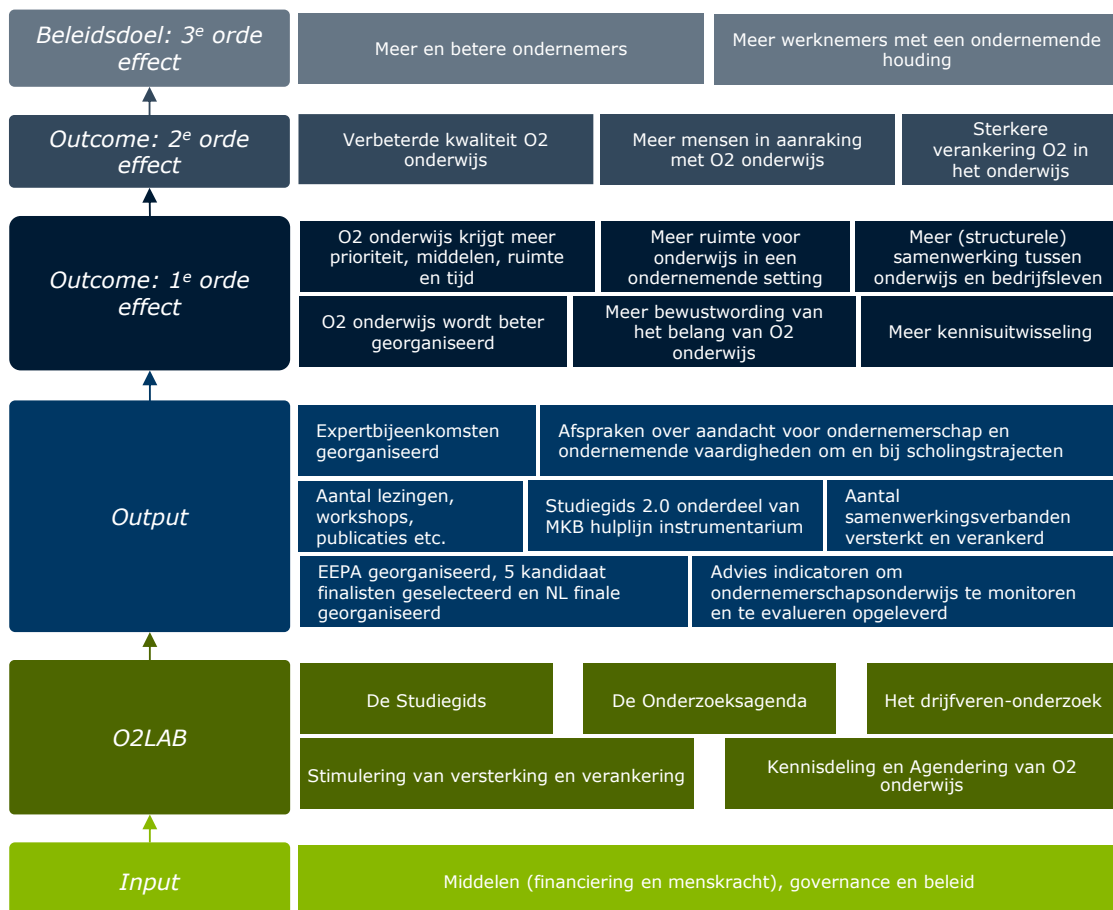 Beleidsdoel: 3e orde
effect
Meer en betere ondernemers
Meer werknemers met een ondernemende
houding
Outcome: 2e orde
effect
Verbeterde kwaliteit O2
onderwijs
Meer mensen in aanraking
met O2 onderwijs
Sterkere
verankering O2 in
het onderwijs
Outcome: 1e orde
effect
O2 onderwijs krijgt meer
prioriteit, middelen, ruimte
en tijd
Meer ruimte voor
onderwijs in een
ondernemende setting
Meer (structurele)
samenwerking tussen
onderwijs en bedrijfsleven
O2 onderwijs wordt beter
georganiseerd
Meer bewustwording van
het belang van O2
onderwijs
Meer kennisuitwisseling
Output
Expertbijeenkomsten
georganiseerd
Afspraken over aandacht voor ondernemerschap en
ondernemende vaardigheden om en bij scholingstrajecten
Aantal lezingen,
workshops,
publicaties etc.
Studiegids 2.0 onderdeel van
MKB hulplijn instrumentarium
Aantal
samenwerkingsverbanden
versterkt en verankerd
EEPA georganiseerd, 5 kandidaat
finalisten geselecteerd en NL finale
georganiseerd
Advies indicatoren om
ondernemerschapsonderwijs te monitoren
en te evalueren opgeleverd
O2LAB
De Studiegids
De Onderzoeksagenda
Het drijfveren-onderzoek
Stimulering van versterking en verankering
Kennisdeling en Agendering van O2
onderwijs
Input
Middelen (financiering en menskracht), governance en beleid